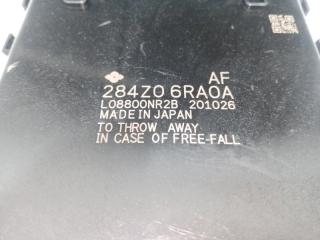 AF
284Z0 6RA0A
L08800NR2B 201026
MADE IN JAPAN
TO THROW AWAY
IN CASE OF FREE-FALL